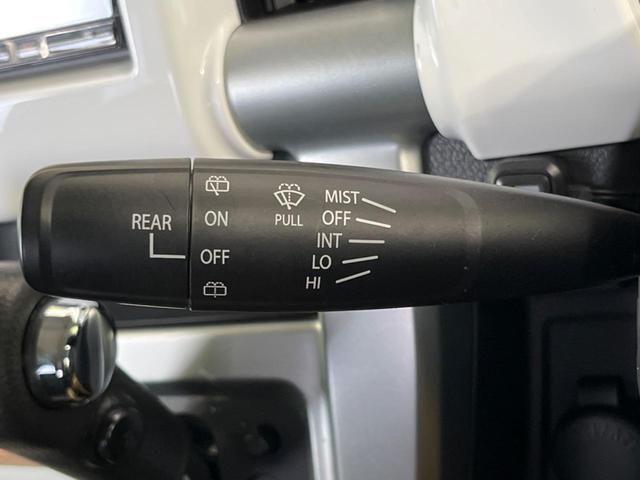 REAR
ON
OFF
PULL
MIST
OFF
INT
LO
HI